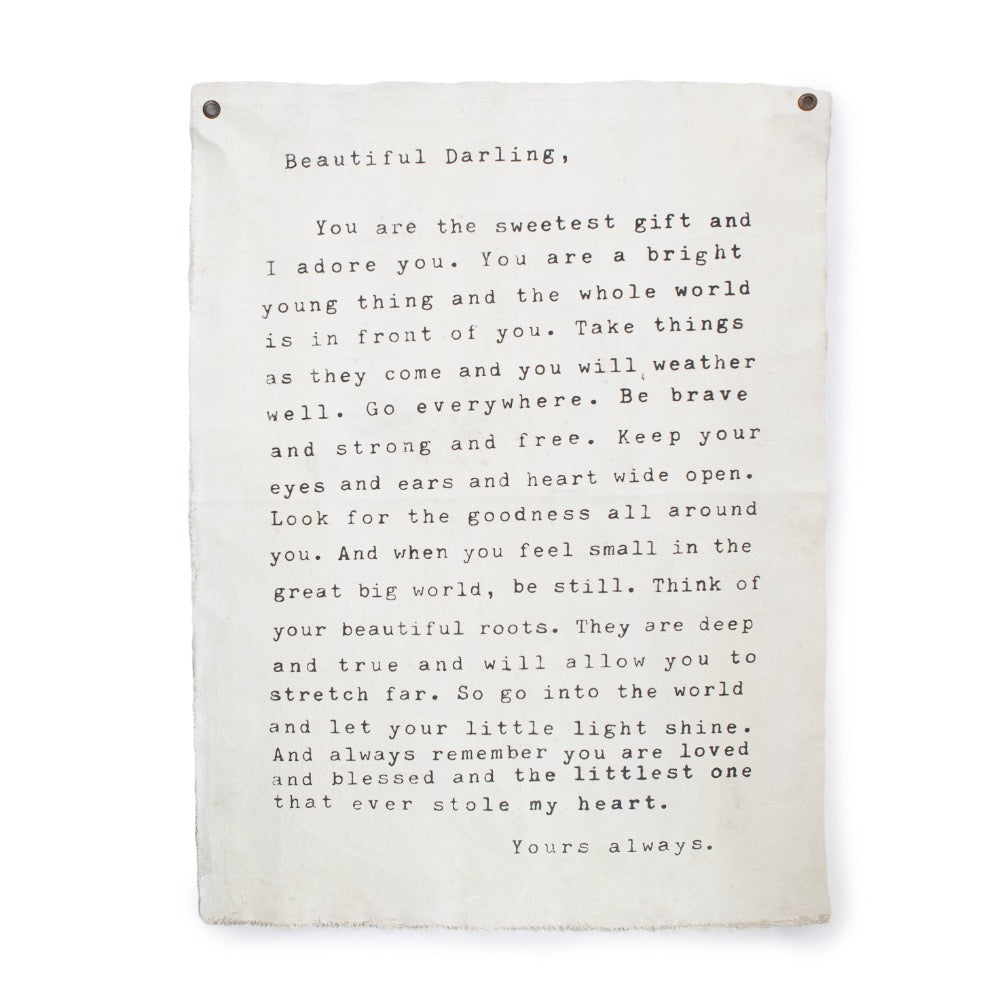 Beautiful Darling,
You are the sweetest gift and
I adore you. You are a bright
young thing and the whole world
is in front of you. Take things
as they come and you will weather
well. Go everywhere. Be brave
and strong and free. Keep your
eyes and ears and heart wide open.
Look for the goodness all around
you. And when you feel small in the
great big world, be still. Think of
your beautiful roots. They are deep
and true and will allow you to
stretch far. So go into the world
and let your little light shine.
And always remember you are loved
and blessed and the littlest one
that ever stole my heart.
Yours always.